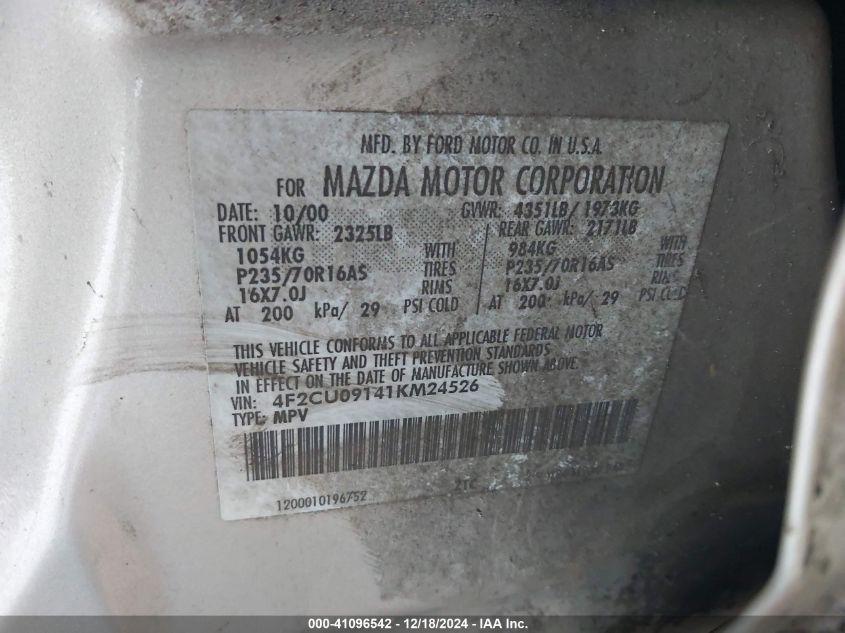 MFD. BY FORD MOTOR CO. IN U.S.A.
FOR MAZDA MOTOR CORPORATION
DATE: 10/00 GVWR: 4351LB/1973KG
FRONT GAWR: 2325LB REAR GAWR: 2171LB
1054KG WITH 984KG WITH
P235/70R16AS TIRES P235/70R16AS TIRES
16X7.0J RIMS 16X7.0J RIMS
AT 200 kPa/ 29 PSI COLD AT 200 kPa/ 29 PSI COLD
THIS VEHICLE CONFORMS TO ALL APPLICABLE FEDERAL MOTOR
VEHICLE SAFETY AND THEFT PREVENTION STANDARDS
IN EFFECT ON THE DATE OF MANUFACTURE SHOWN ABOVE.
VIN: 4F2CU09141KM24526
TYPE: MPV
1200010196752 2TC
000-41096542 - 12/18/2024 - IAA Inc.